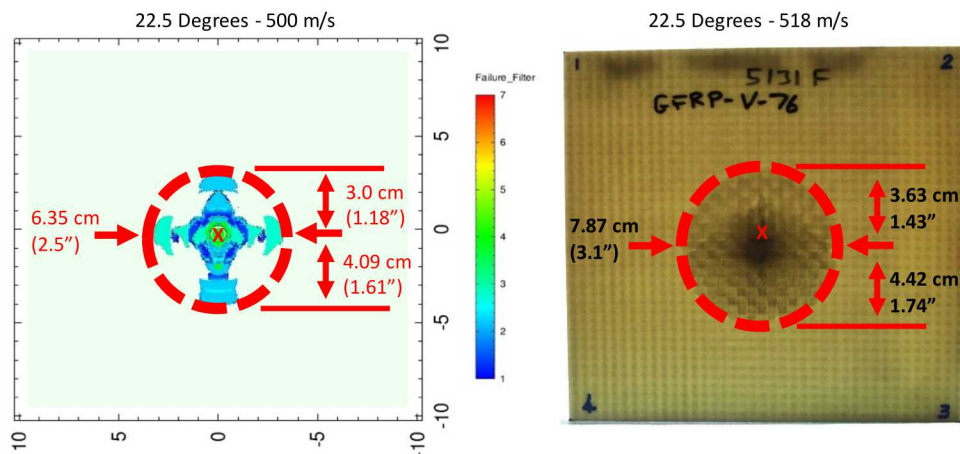 22.5 Degrees - 500 m/s
22.5 Degrees - 518 m/s
10
5
0
-5
-10
10
5
0
-5
-10
Failure_Filter
7
6
5
4
3
2
1
6.35 cm
(2.5”)
3.0 cm
(1.18”)
4.09 cm
(1.61”)
X
1
2
5131 F
GFRP-V-76
7.87 cm
(3.1”)
3.63 cm
1.43”
4.42 cm
1.74”
X
4
3